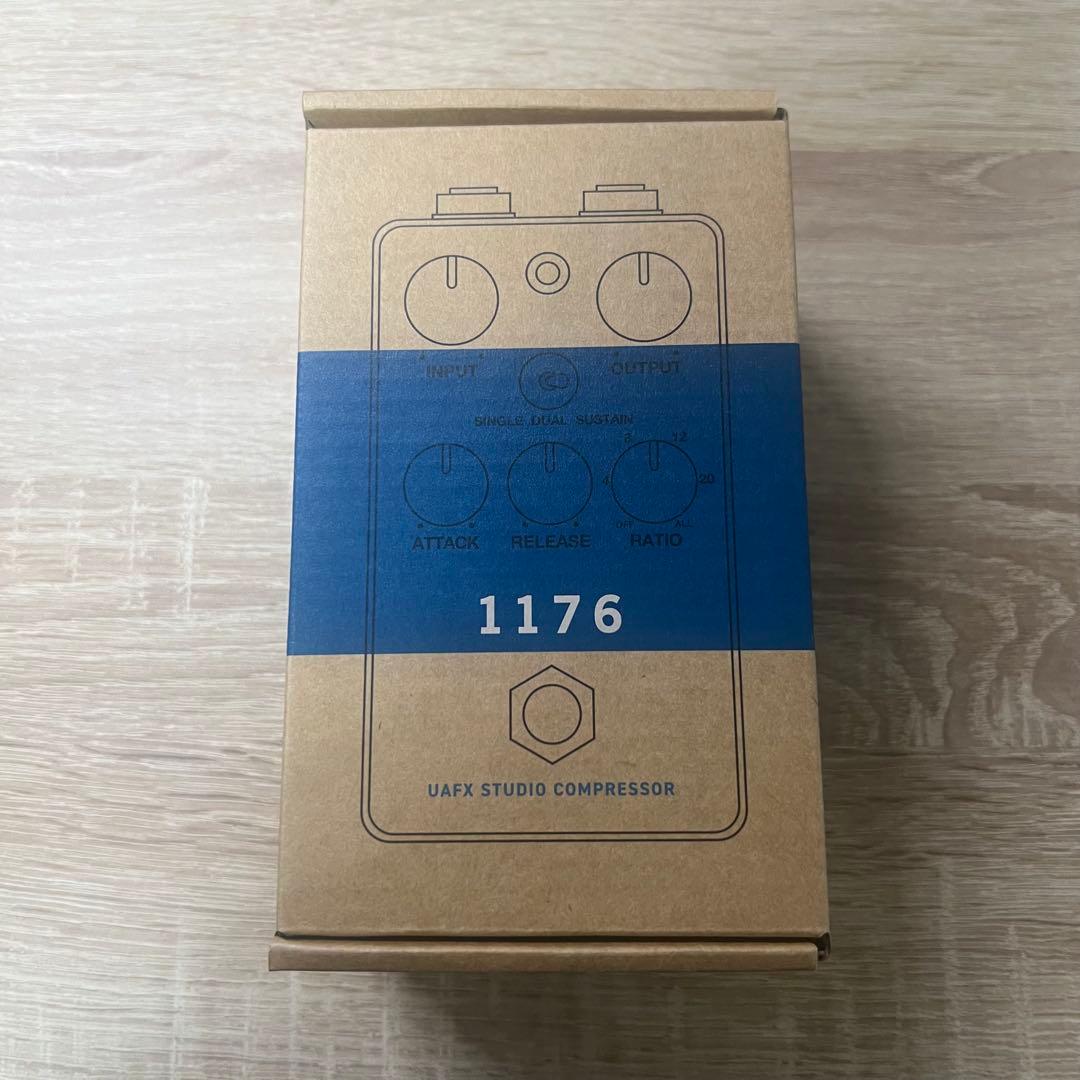 INPUT OUTPUT
SINGLE DUAL SUSTAIN
8 12
4 20
OFF ALL
ATTACK RELEASE RATIO
1176
UAFX STUDIO COMPRESSOR